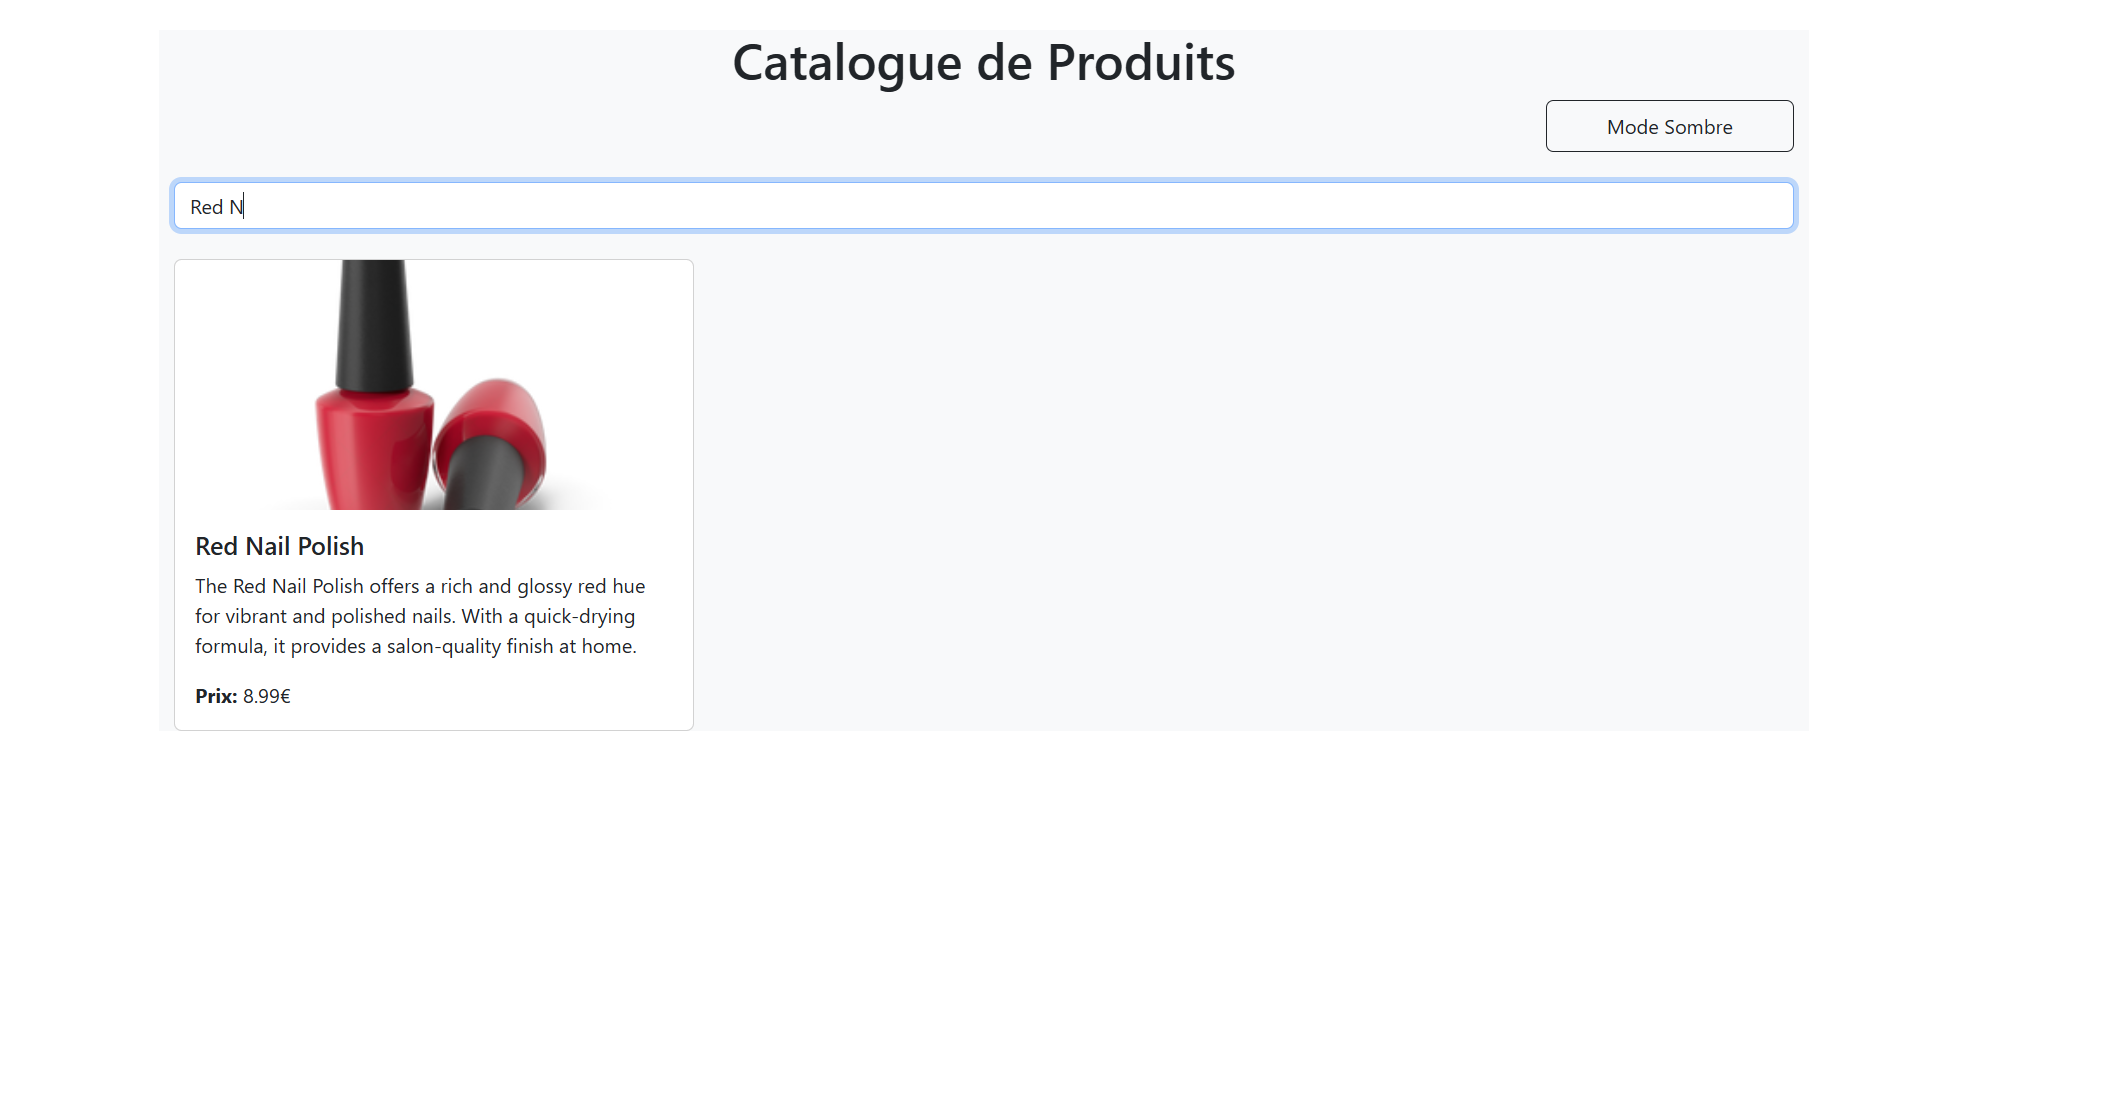 Catalogue de Produits
Mode Sombre
Red N
Red Nail Polish
The Red Nail Polish offers a rich and glossy red hue
for vibrant and polished nails. With a quick-drying
formula, it provides a salon-quality finish at home.
Prix: 8.99€